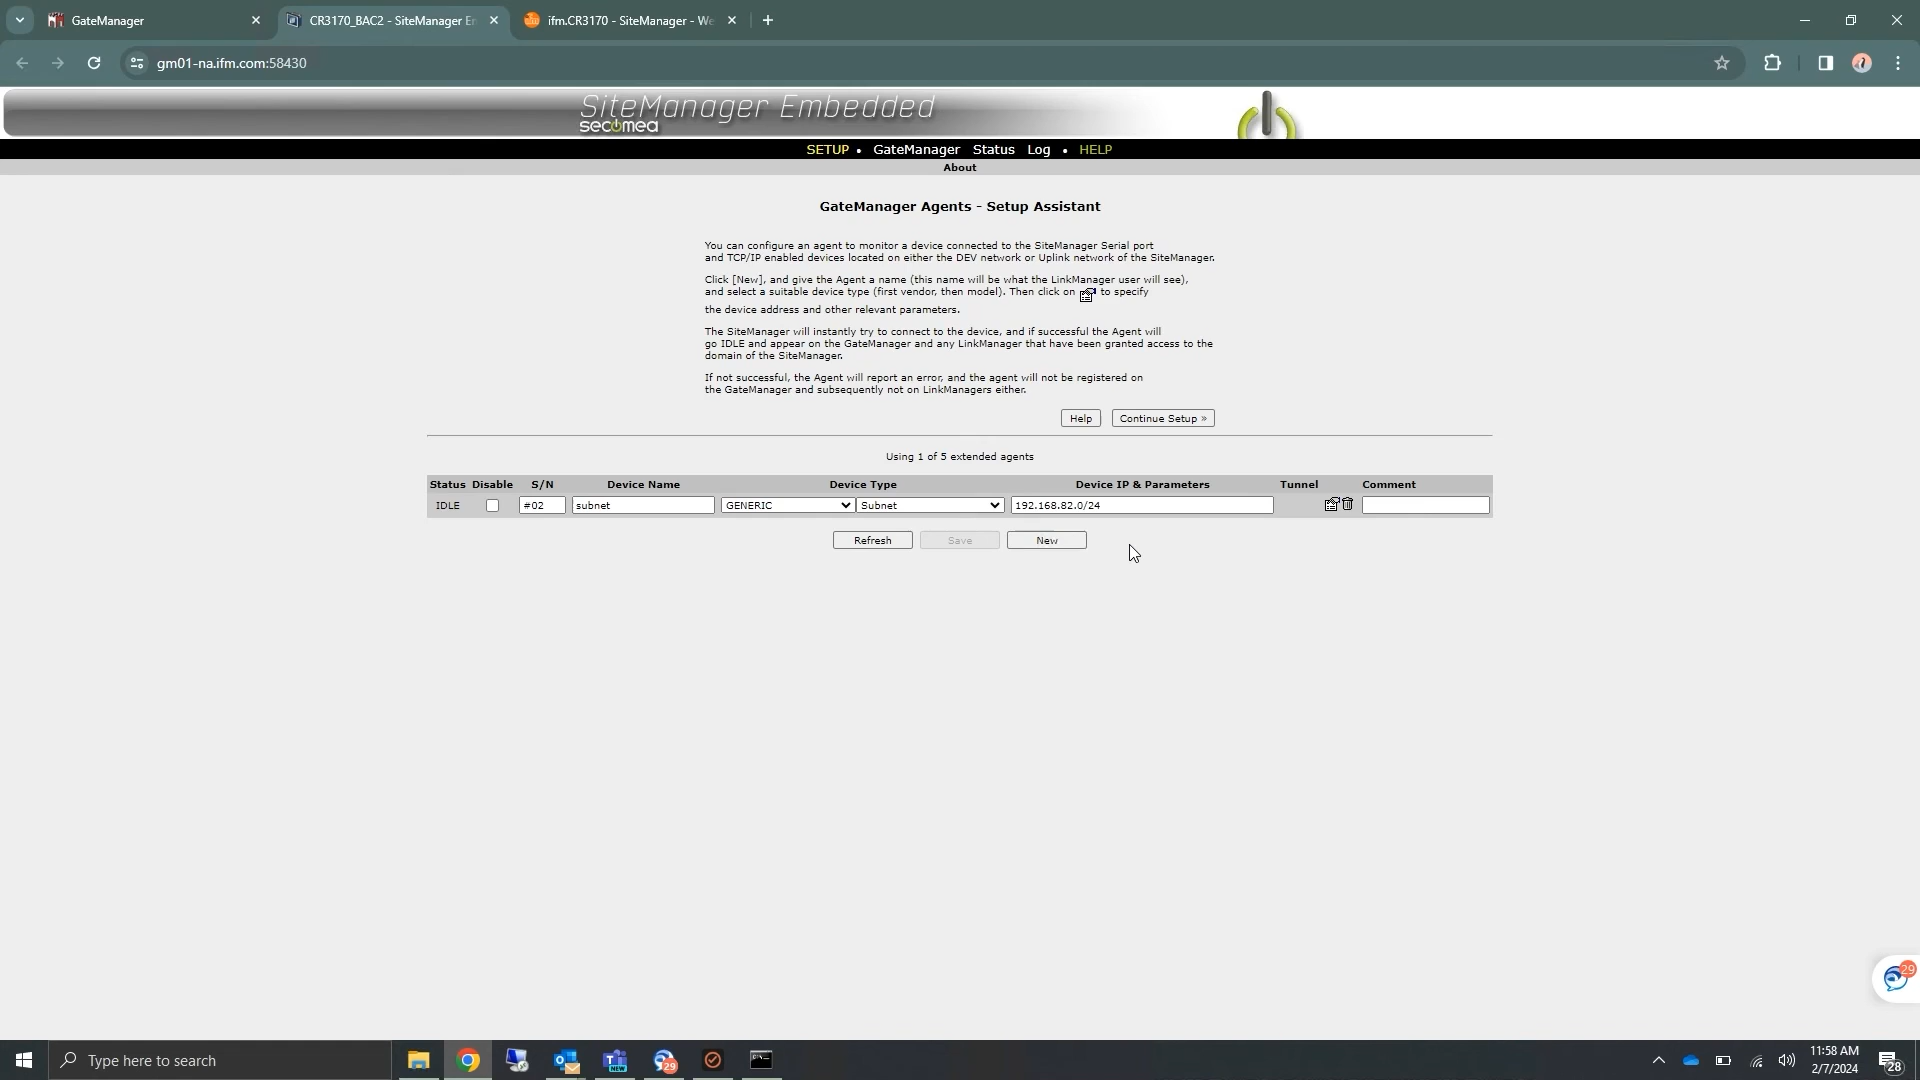 GateManager
CR3170_BAC2 - SiteManager E
ifm.CR3170 - SiteManager - We
gm01-na.ifm.com:58430
SiteManager Embedded
secomea
SETUP • GateManager Status Log • HELP
About
GateManager Agents - Setup Assistant
You can configure an agent to monitor a device connected to the SiteManager Serial port
and TCP/IP enabled devices located on either the DEV network or Uplink network of the SiteManager.
Click [New], and give the Agent a name (this name will be what the LinkManager user will see),
and select a suitable device type (first vendor, then model). Then click on to specify
the device address and other relevant parameters.
The SiteManager will instantly try to connect to the device, and if successful the Agent will
go IDLE and appear on the GateManager and any LinkManager that have been granted access to the
domain of the SiteManager.
If not successful, the Agent will report an error, and the agent will not be registered on
the GateManager and subsequently not on LinkManagers either.
Help Continue Setup »
Using 1 of 5 extended agents
Status Disable S/N Device Name Device Type Device IP & Parameters Tunnel Comment
IDLE #02 subnet GENERIC Subnet 192.168.82.0/24
Refresh Save New
29
Type here to search
NEW
29
11:58 AM
2/7/2024
28